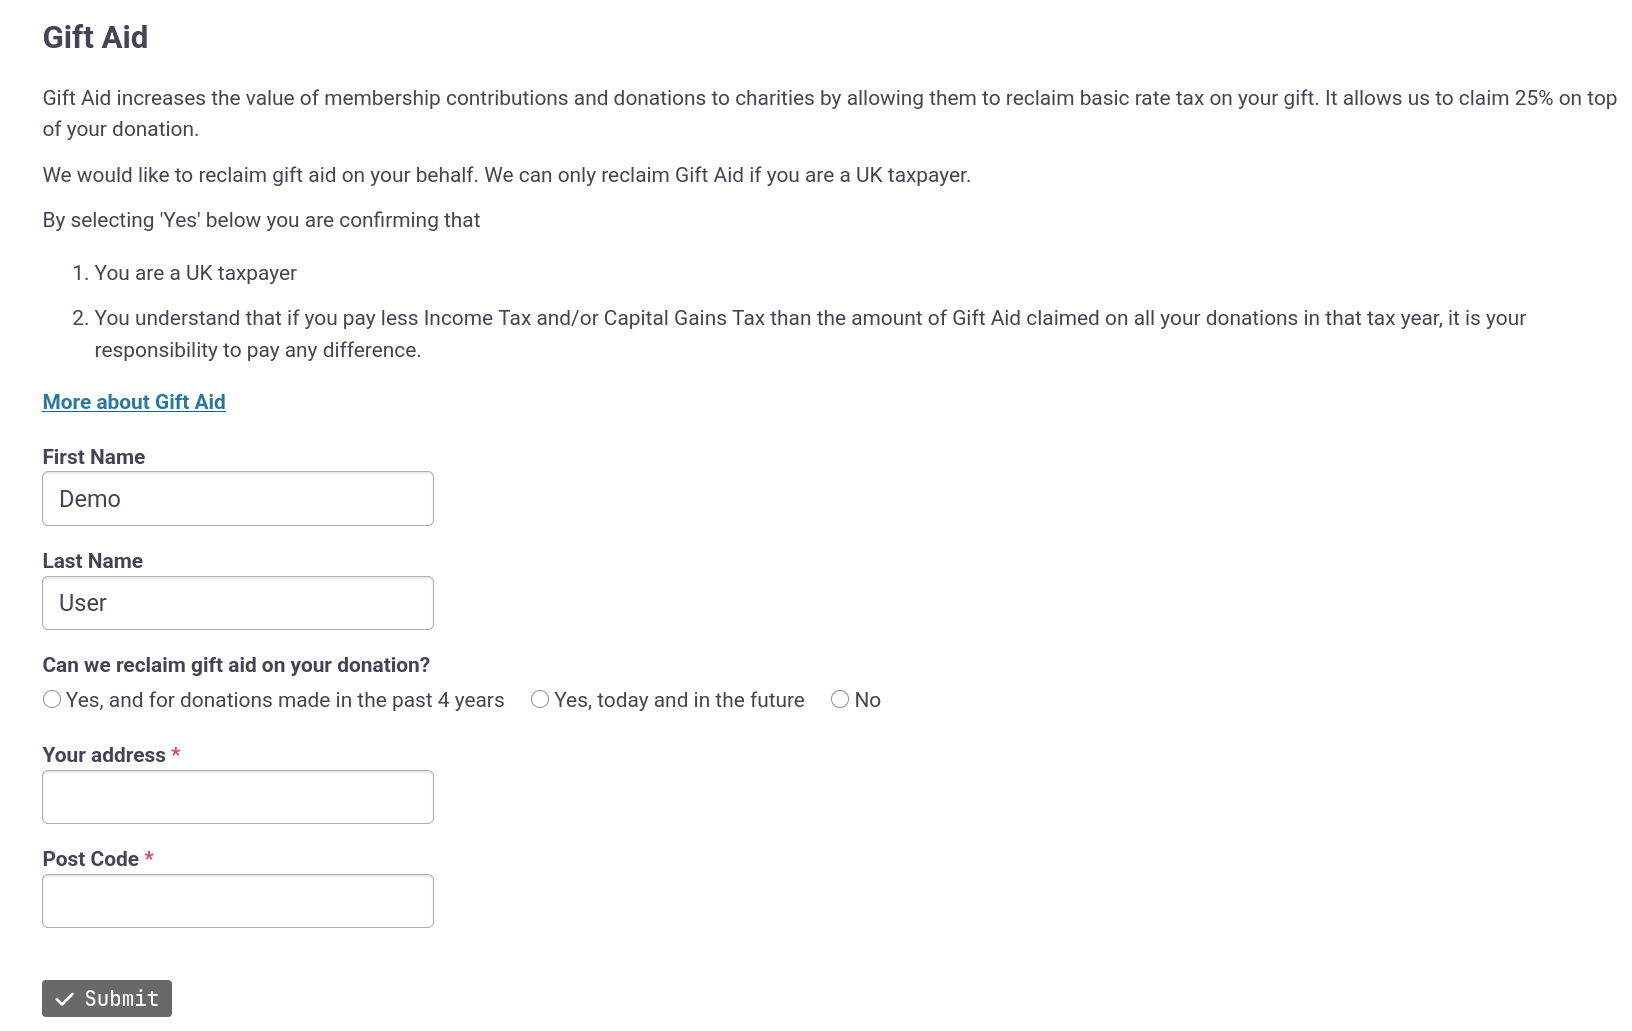 Gift Aid
Gift Aid increases the value of membership contributions and donations to charities by allowing them to reclaim basic rate tax on your gift. It allows us to claim 25% on top
of your donation.
We would like to reclaim gift aid on your behalf. We can only reclaim Gift Aid if you are a UK taxpayer.
By selecting 'Yes' below you are confirming that
1. You are a UK taxpayer
2. You understand that if you pay less Income Tax and/or Capital Gains Tax than the amount of Gift Aid claimed on all your donations in that tax year, it is your
responsibility to pay any difference.
More about Gift Aid
First Name
Demo
Last Name
User
Can we reclaim gift aid on your donation?
Yes, and for donations made in the past 4 years Yes, today and in the future No
Your address *
Post Code *
Submit